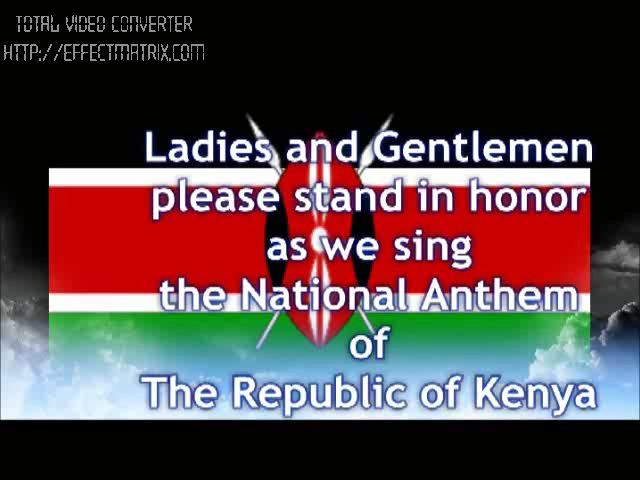 TOTAL VIDEO CONVERTER
HTTP://EFFECTMATRIX.COM
Ladies and Gentlemen
please stand in honor
as we sing
the National Anthem
of
The Republic of Kenya